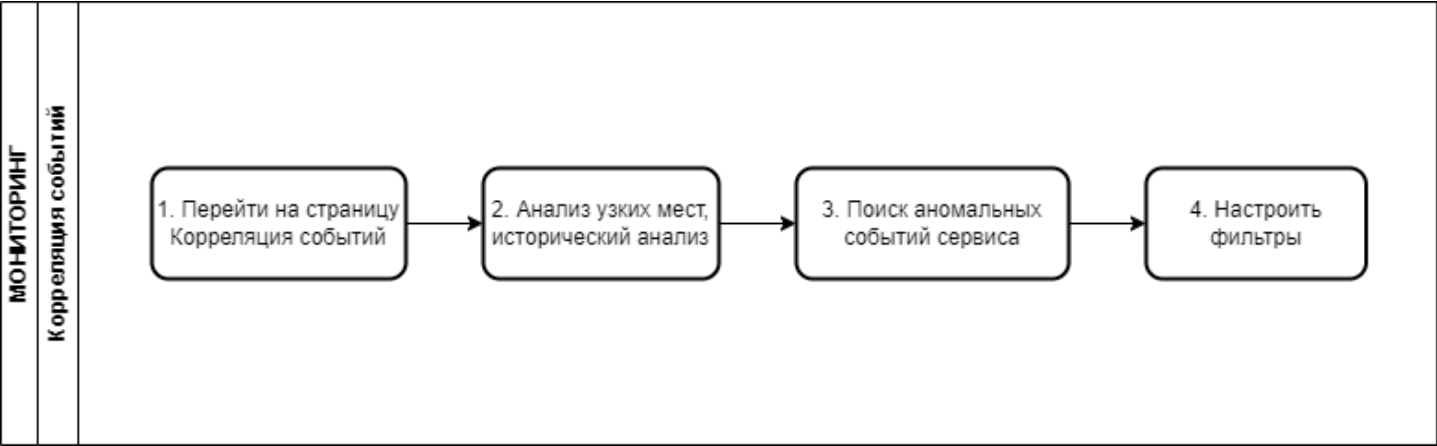 МОНИТОРИНГ
Корреляция событий
1. Перейти на страницу
Корреляция событий
2. Анализ узких мест,
исторический анализ
3. Поиск аномальных
событий сервиса
4. Настроить
фильтры